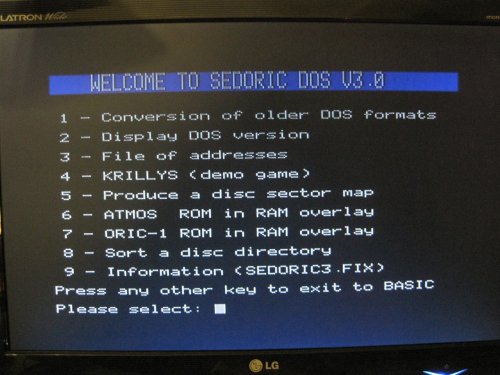 FLATRON Wide
WELCOME TO SEDORIC DOS V3.0
1 - Conversion of older DOS formats
2 - Display DOS version
3 - File of addresses
4 - KRILLYS (demo game)
5 - Produce a disc sector map
6 - ATMOS  ROM in RAM overlay
7 - ORIC-1 ROM in RAM overlay
8 - Sort a disc directory
9 - Information (SEDORIC3.FIX)
Press any other key to exit to BASIC
Please select:
LG